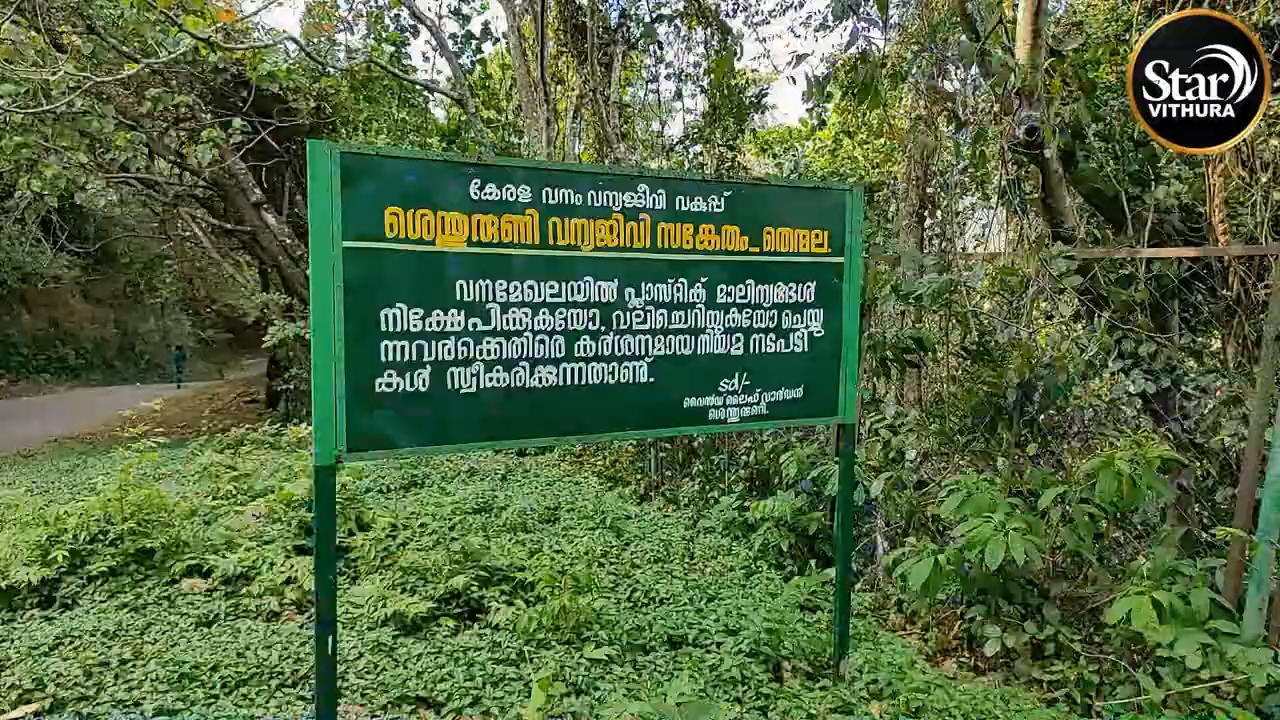 Star
VITHURA
കേരള വനം വന്യജീവി വകുപ്പ്
ശെന്തുരുണി വന്യജീവി സങ്കേതം_ തെന്മല.
വനമേഖലയിൽ പ്ലാസ്റ്റിക് മാലിന്യങ്ങൾ
നിക്ഷേപിക്കുകയോ, വലിച്ചെറിയുകയോ ചെയ്യു
ന്നവർക്കെതിരെ കർശനമായ നിയമ നടപടി
കൾ സ്വീകരിക്കുന്നതാണു്.
sd/-
വൈൽഡ് ലൈഫ് വാർഡൻ
ശെന്തുരുണി.